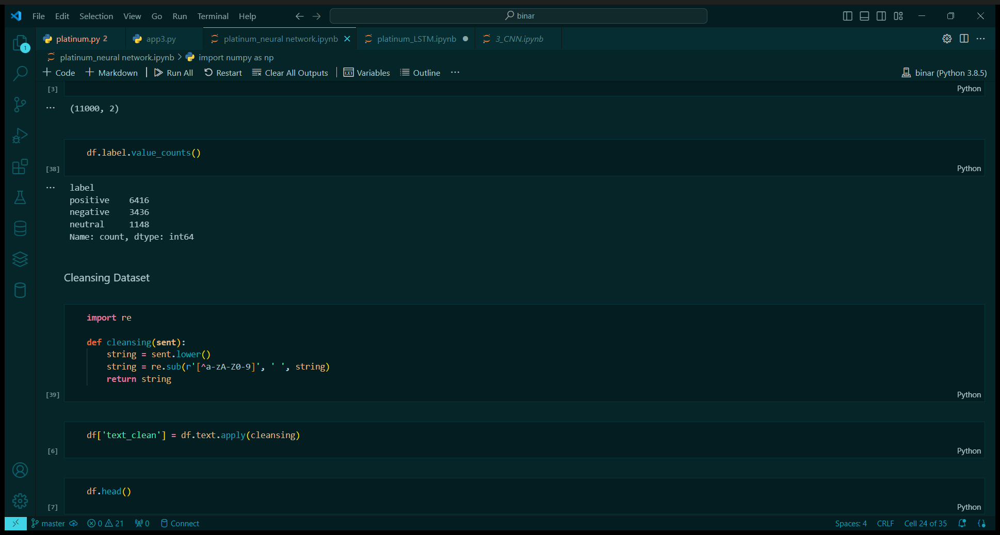 File Edit Selection View Go Run Terminal Help binar
1
platinum.py 2 app3.py platinum_neural network.ipynb platinum_LSTM.ipynb 3_CNN.ipynb
platinum_neural network.ipynb > import numpy as np
Code Markdown Run All Restart Clear All Outputs Variables Outline ... binar (Python 3.8.5)
[3] Python
... (11000, 2)
df.label.value_counts()
[38] Python
... label
positive 6416
negative 3436
neutral 1148
Name: count, dtype: int64
Cleansing Dataset
import re
def cleansing(sent):
string = sent.lower()
string = re.sub(r'[^a-zA-Z0-9]', ' ', string)
return string
[39] Python
df['text_clean'] = df.text.apply(cleansing)
[6] Python
df.head()
[7] Python
master 0 21 0 Connect Spaces: 4 CRLF Cell 24 of 35